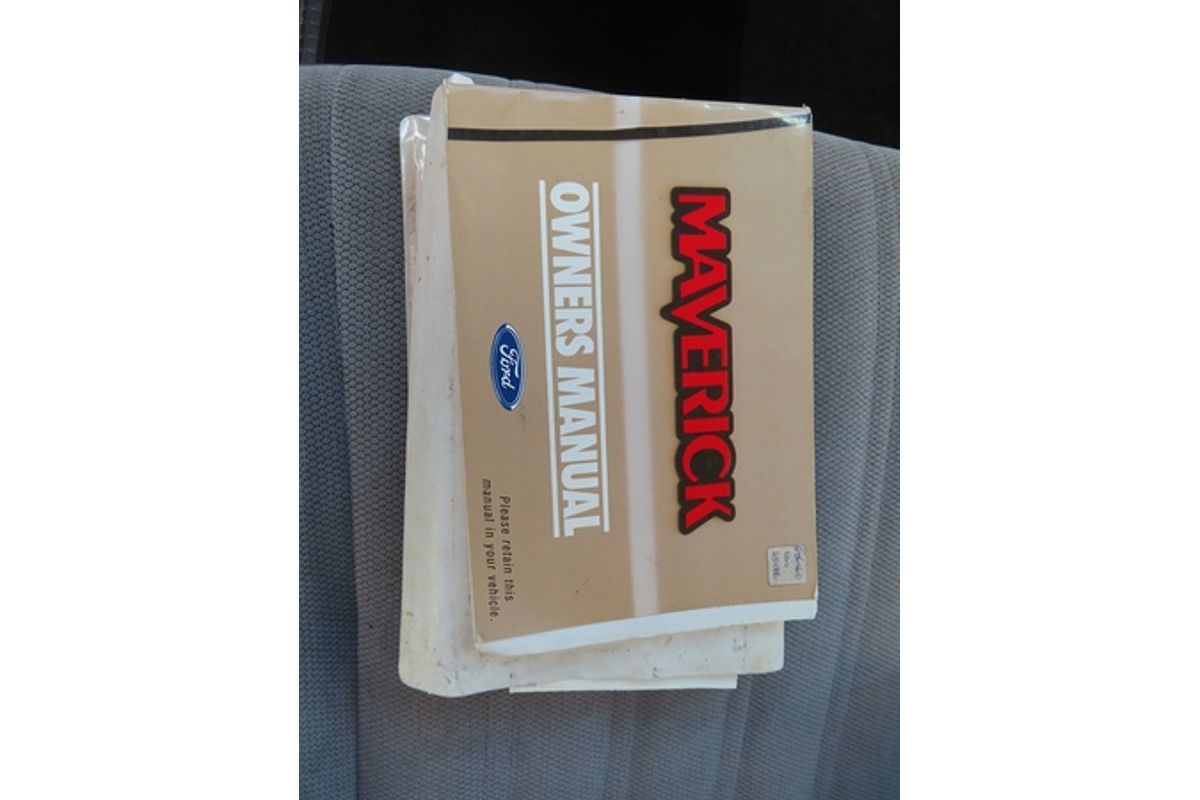 MAVERICK
OWNERS MANUAL
Ford
Please retain this
manual in your vehicle.